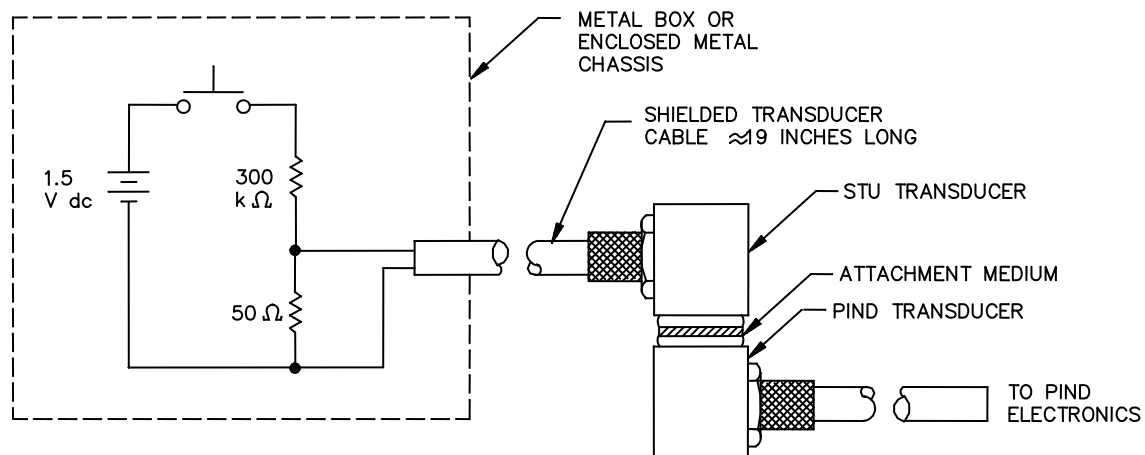 METAL BOX OR
ENCLOSED METAL
CHASSIS
SHIELDED TRANSDUCER
CABLE ≈19 INCHES LONG
1.5
V dc
300
k Ω
STU TRANSDUCER
ATTACHMENT MEDIUM
50 Ω
PIND TRANSDUCER
TO PIND
ELECTRONICS